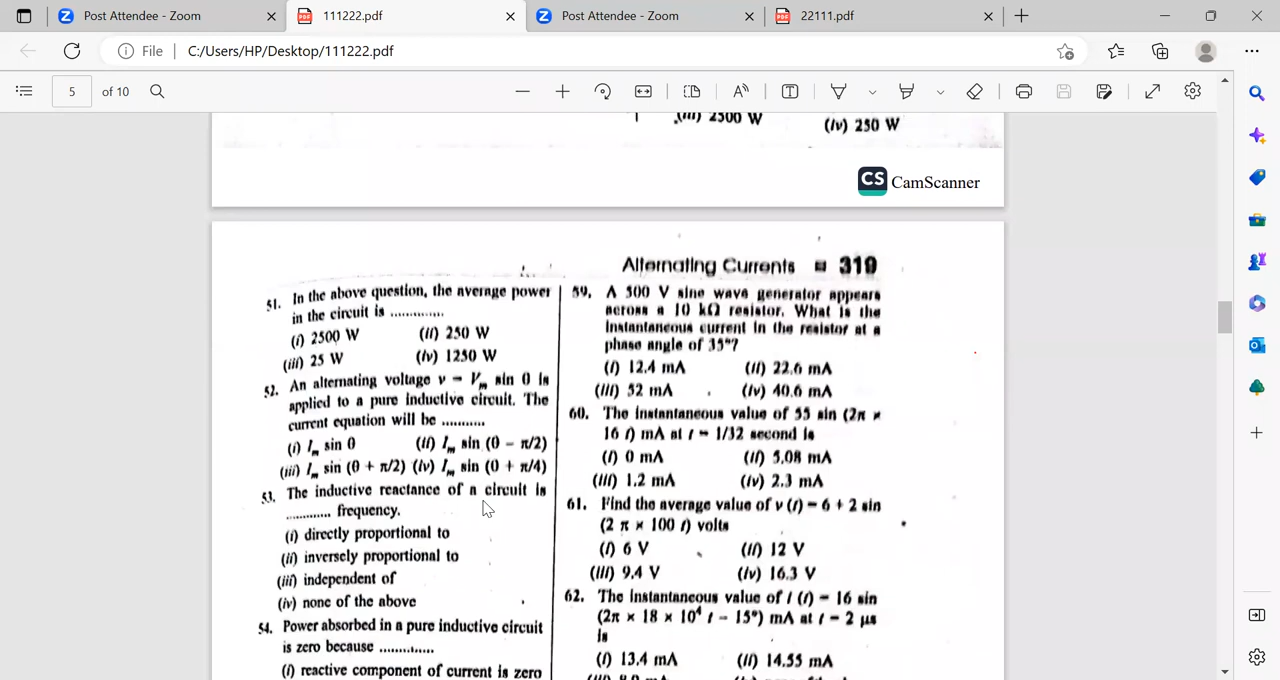 Post Attendee - Zoom
111222.pdf
Post Attendee - Zoom
22111.pdf
File
C:/Users/HP/Desktop/111222.pdf
5
of 10
(iii) 2500 W
(iv) 250 W
CS CamScanner
Alternating Currents 319
51. In the above question, the average power
in the circuit is .............
(i) 2500 W (ii) 250 W
(iii) 25 W (iv) 1250 W
52. An alternating voltage v = Vm sin θ is
applied to a pure inductive circuit. The
current equation will be ...........
(i) Im sin θ (ii) Im sin (θ − π/2)
(iii) Im sin (θ + π/2) (iv) Im sin (θ + π/4)
53. The inductive reactance of a circuit is
............ frequency.
(i) directly proportional to
(ii) inversely proportional to
(iii) independent of
(iv) none of the above
54. Power absorbed in a pure inductive circuit
is zero because .............
(i) reactive component of current is zero
59. A 500 V sine wave generator appears
across a 10 kΩ resistor. What is the
instantaneous current in the resistor at a
phase angle of 35°?
(i) 12.4 mA (ii) 22.6 mA
(iii) 52 mA (iv) 40.6 mA
60. The instantaneous value of 55 sin (2π ×
16 t) mA at t = 1/32 second is
(i) 0 mA (ii) 5.08 mA
(iii) 1.2 mA (iv) 2.3 mA
61. Find the average value of v (t) = 6 + 2 sin
(2 π × 100 t) volts
(i) 6 V (ii) 12 V
(iii) 9.4 V (iv) 16.3 V
62. The instantaneous value of i (t) = 16 sin
(2π × 18 × 10⁴ t − 15°) mA at t = 2 μs
is
(i) 13.4 mA (ii) 14.55 mA